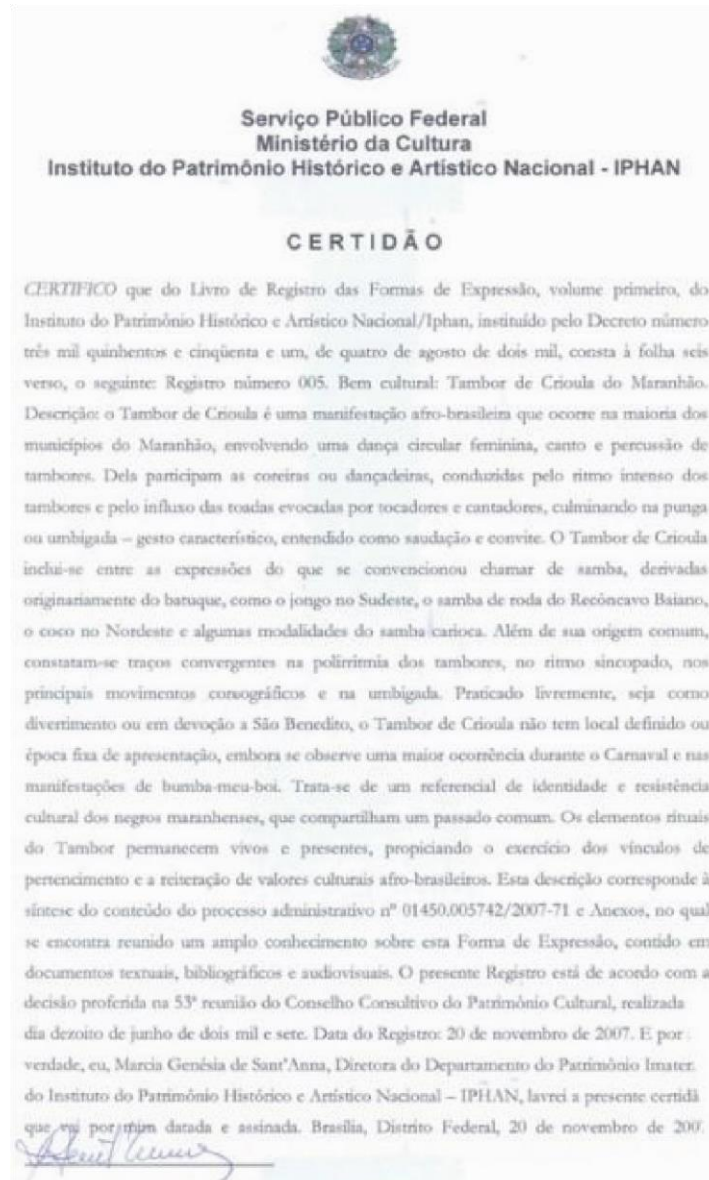 Serviço Público Federal
Ministério da Cultura
Instituto do Patrimônio Histórico e Artístico Nacional - IPHAN
CERTIDÃO
CERTIFICO que do Livro de Registro das Formas de Expressão, volume primeiro, do
Instituto do Patrimônio Histórico e Artístico Nacional/Iphan, instituído pelo Decreto número
três mil quinhentos e cinqüenta e um, de quatro de agosto de dois mil, consta à folha seis
verso, o seguinte: Registro número 005. Bem cultural: Tambor de Crioula do Maranhão.
Descrição: o Tambor de Crioula é uma manifestação afro-brasileira que ocorre na maioria dos
municípios do Maranhão, envolvendo uma dança circular feminina, canto e percussão de
tambores. Dela participam as coreiras ou dançadeiras, conduzidas pelo ritmo intenso dos
tambores e pelo influxo das toadas evocadas por tocadores e cantadores, culminando na punga
ou umbigada – gesto característico, entendido como saudação e convite. O Tambor de Crioula
inclui-se entre as expressões do que se convencionou chamar de samba, derivadas
originariamente do batuque, como o jongo no Sudeste, o samba de roda do Recôncavo Baiano,
o coco no Nordeste e algumas modalidades do samba carioca. Além de sua origem comum,
constatam-se traços convergentes na polirritmia dos tambores, no ritmo sincopado, nos
principais movimentos coreográficos e na umbigada. Praticado livremente, seja como
divertimento ou em devoção a São Benedito, o Tambor de Crioula não tem local definido ou
época fixa de apresentação, embora se observe uma maior ocorrência durante o Carnaval e nas
manifestações de bumba-meu-boi. Trata-se de um referencial de identidade e resistência
cultural dos negros maranhenses, que compartilham um passado comum. Os elementos rituais
do Tambor permanecem vivos e presentes, propiciando o exercício dos vínculos de
pertencimento e a reiteração de valores culturais afro-brasileiros. Esta descrição corresponde à
síntese do conteúdo do processo administrativo nº 01450.005742/2007-71 e Anexos, no qual
se encontra reunido um amplo conhecimento sobre esta Forma de Expressão, contido em
documentos textuais, bibliográficos e audiovisuais. O presente Registro está de acordo com a
decisão proferida na 53ª reunião do Conselho Consultivo do Patrimônio Cultural, realizada
dia dezoito de junho de dois mil e sete. Data do Registro: 20 de novembro de 2007. E por
verdade, eu, Marcia Genésia de Sant'Anna, Diretora do Departamento do Patrimônio Imater
do Instituto do Patrimônio Histórico e Artístico Nacional – IPHAN, lavrei a presente certidã
que vai por mim datada e assinada. Brasília, Distrito Federal, 20 de novembro de 200